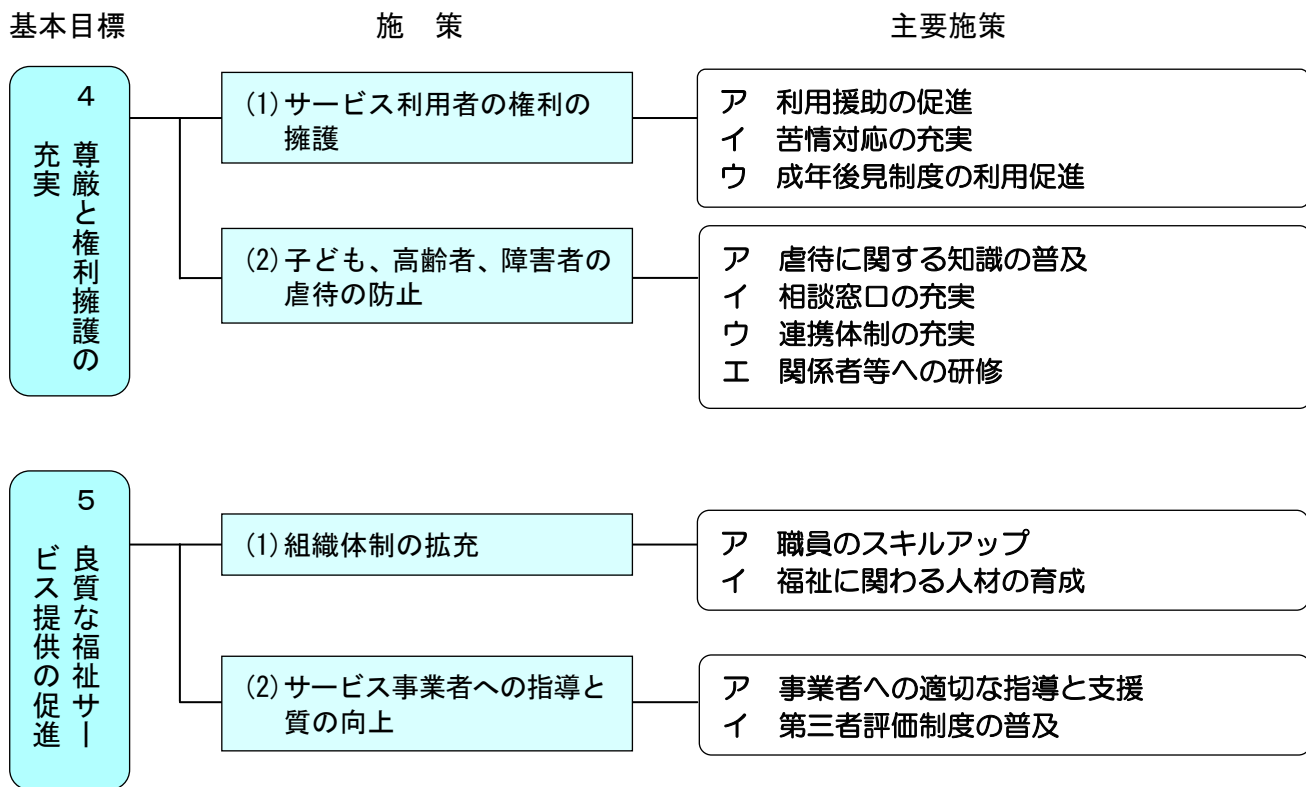 基本目標 施　策 主要施策
4
尊厳と権利擁護の
充実
(1)サービス利用者の権利の
擁護
ア　利用援助の促進
イ　苦情対応の充実
ウ　成年後見制度の利用促進
(2)子ども、高齢者、障害者の
虐待の防止
ア　虐待に関する知識の普及
イ　相談窓口の充実
ウ　連携体制の充実
エ　関係者等への研修
5
良質な福祉サー
ビス提供の促進
(1)組織体制の拡充
ア　職員のスキルアップ
イ　福祉に関わる人材の育成
(2)サービス事業者への指導と
質の向上
ア　事業者への適切な指導と支援
イ　第三者評価制度の普及